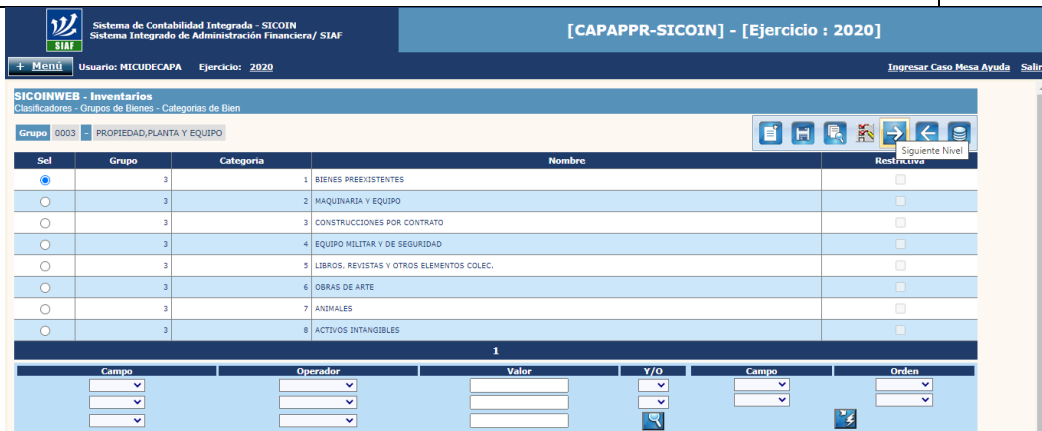 SIAF
Sistema de Contabilidad Integrada - SICOIN
Sistema Integrado de Administración Financiera/ SIAF
[CAPAPPR-SICOIN] - [Ejercicio : 2020]
+ Menú Usuario: MICUDECAPA Ejercicio: 2020 Ingresar Caso Mesa Ayuda Salir
SICOINWEB - Inventarios
Clasificadores - Grupos de Bienes - Categorias de Bien
Grupo 0003 - PROPIEDAD,PLANTA Y EQUIPO
Siguiente Nivel
Sel Grupo Categoria Nombre Restrictiva
3 1 BIENES PREEXISTENTES
3 2 MAQUINARIA Y EQUIPO
3 3 CONSTRUCCIONES POR CONTRATO
3 4 EQUIPO MILITAR Y DE SEGURIDAD
3 5 LIBROS, REVISTAS Y OTROS ELEMENTOS COLEC.
3 6 OBRAS DE ARTE
3 7 ANIMALES
3 8 ACTIVOS INTANGIBLES
1
Campo Operador Valor Y/O Campo Orden